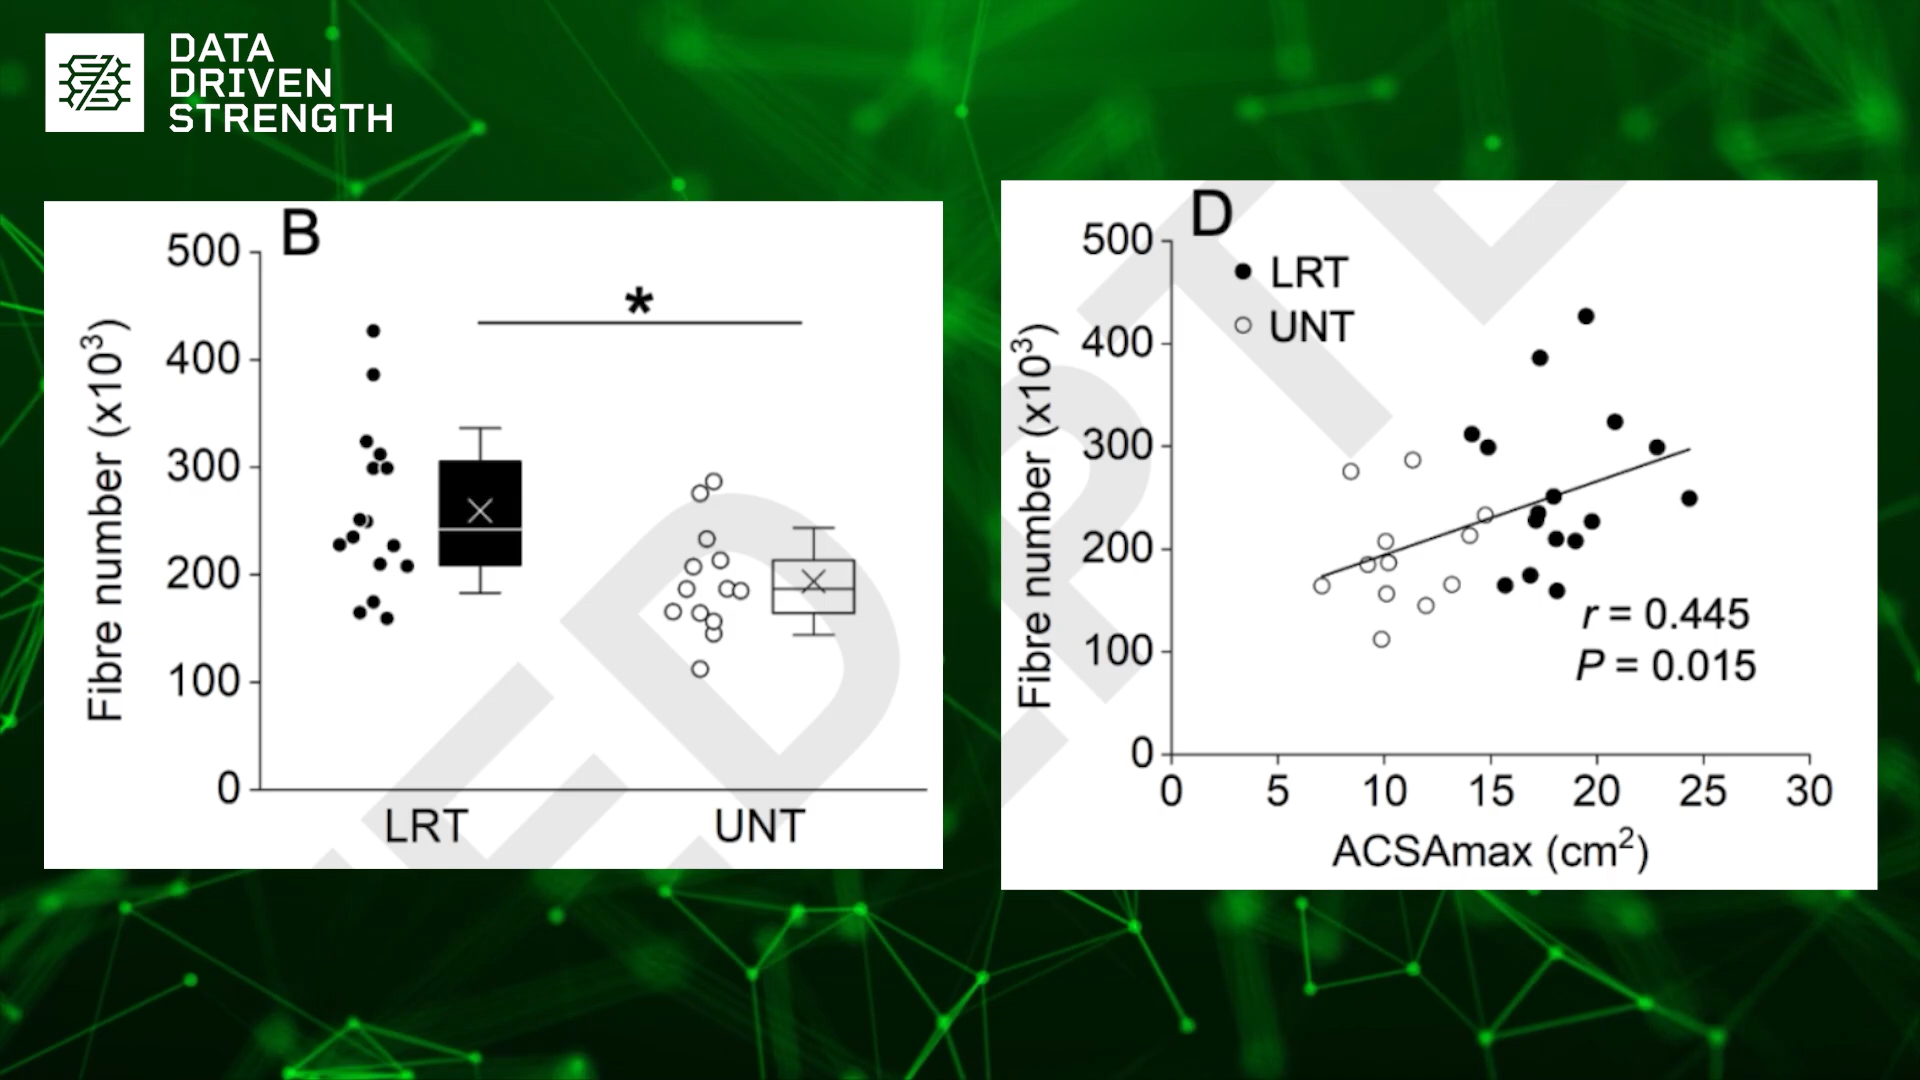 DATA
DRIVEN
STRENGTH
B
500
400
300
200
100
0
Fibre number (x10³)
*
LRT
UNT
D
500
400
300
200
100
0
Fibre number (x10³)
LRT
UNT
r = 0.445
P = 0.015
0 5 10 15 20 25 30
ACSAmax (cm²)